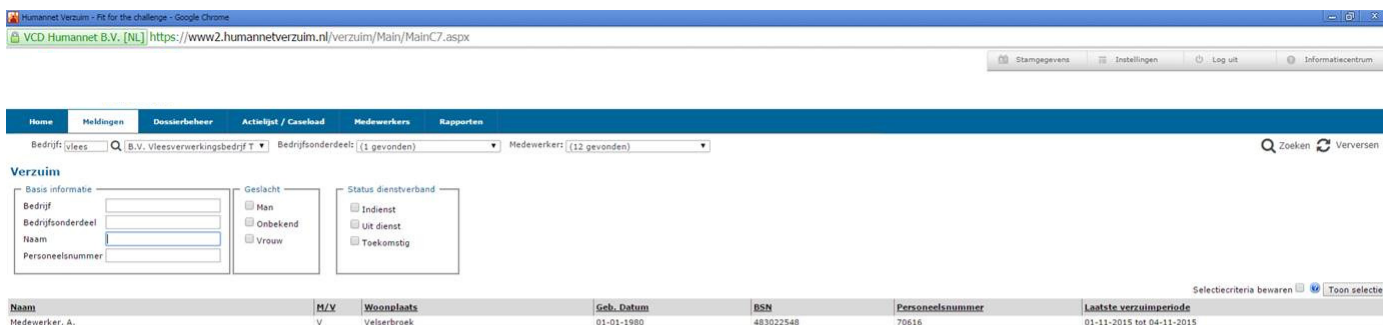 Humannet Verzuim - Fit for the challenge - Google Chrome
VCD Humannet B.V. [NL] https://www2.humannetverzuim.nl/verzuim/Main/MainC7.aspx
Stamgegevens Instellingen Log uit Informatiecentrum
Home Meldingen Dossierbeheer Actielijst / Caseload Medewerkers Rapporten
Bedrijf: vlees B.V. Vleesverwerkingsbedrijf T Bedrijfsonderdeel: (1 gevonden) Medewerker: (12 gevonden) Zoeken Verversen
Verzuim
Basis informatie Geslacht Status dienstverband
Bedrijf Man Indienst
Bedrijfsonderdeel Onbekend Uit dienst
Naam Vrouw Toekomstig
Personeelsnummer
Selectiecriteria bewaren Toon selectie
Naam M/V Woonplaats Geb. Datum BSN Personeelsnummer Laatste verzuimperiode
Medewerker, A. V Velserbroek 01-01-1980 483022548 70616 01-11-2015 tot 04-11-2015